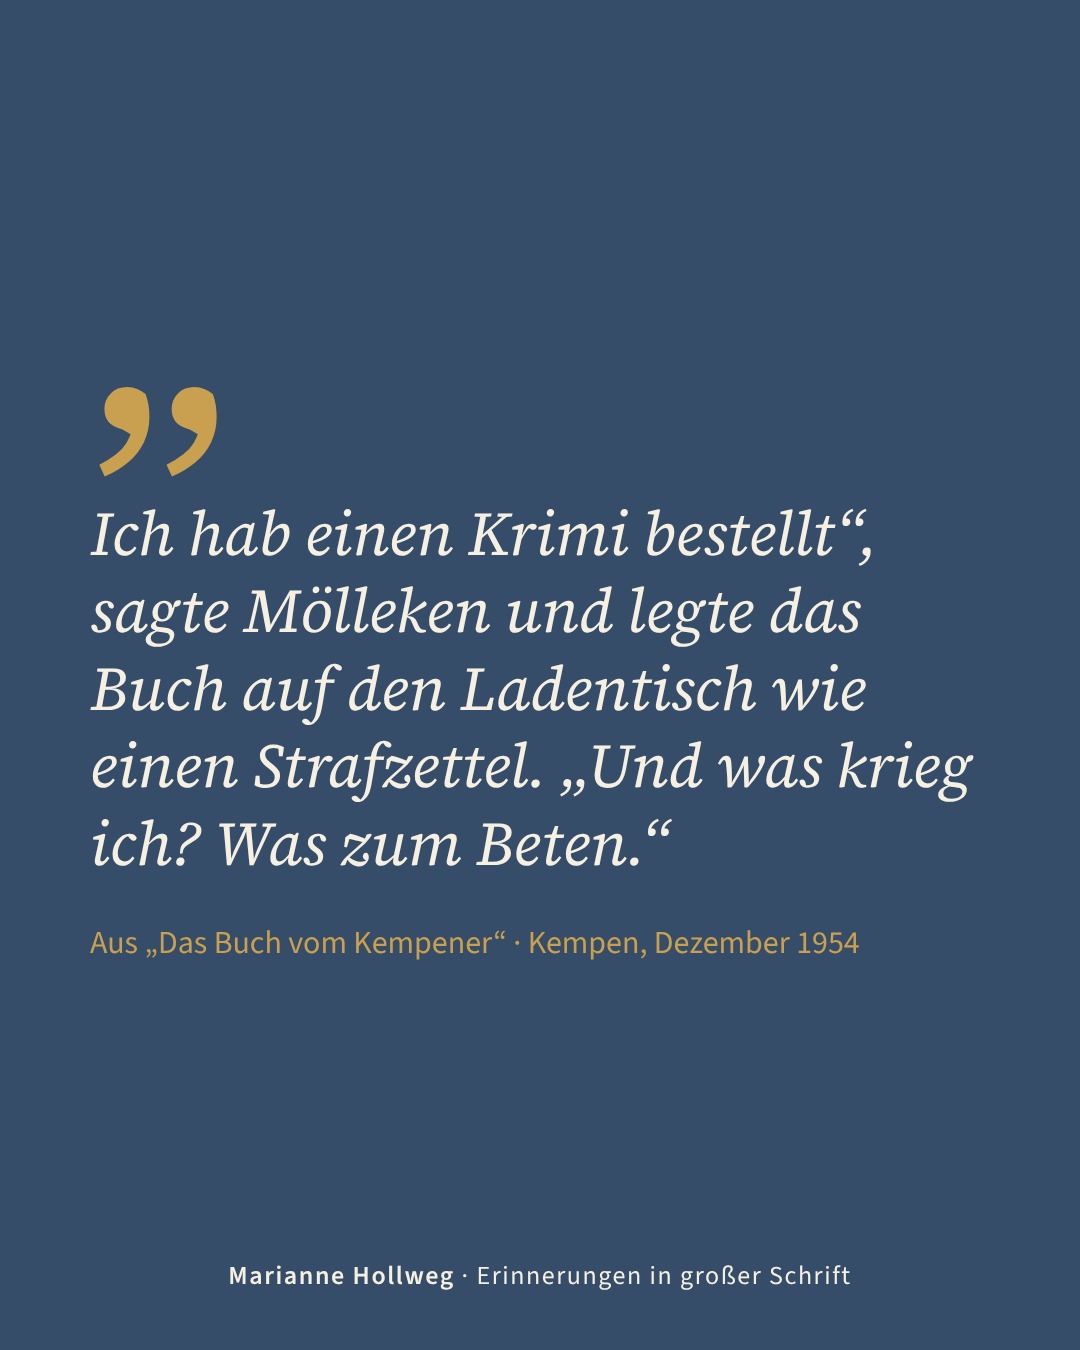 „
Ich hab einen Krimi bestellt“,
sagte Mölleken und legte das
Buch auf den Ladentisch wie
einen Strafzettel. „Und was krieg
ich? Was zum Beten.“
Aus „Das Buch vom Kempener“ · Kempen, Dezember 1954
Marianne Hollweg · Erinnerungen in großer Schrift